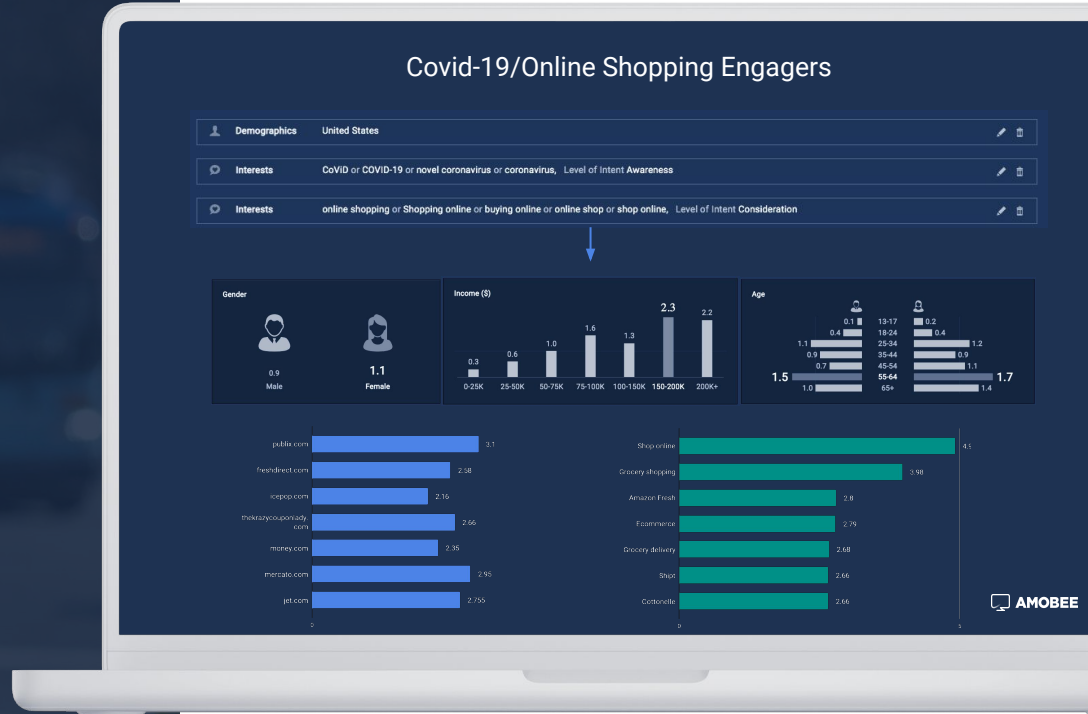 Covid-19/Online Shopping Engagers
Demographics United States
Interests CoViD or COVID-19 or novel coronavirus or coronavirus, Level of Intent Awareness
Interests online shopping or Shopping online or buying online or online shop or shop online, Level of Intent Consideration
Gender
0.9 1.1
Male Female
Income ($)
0.3 0.6 1.0 1.6 1.3 2.3 2.2
0-25K 25-50K 50-75K 75-100K 100-150K 150-200K 200K+
Age
0.1 13-17 0.2
0.4 18-24 0.4
1.1 25-34 1.2
0.9 35-44 0.9
0.7 45-54 1.1
1.5 55-64 1.7
1.0 65+ 1.4
publix.com 3.1
freshdirect.com 2.58
icepop.com 2.16
thekrazycouponlady.
com 2.66
money.com 2.35
mercato.com 2.95
jet.com 2.755
0
Shop online 4.9
Grocery shopping 3.98
Amazon Fresh 2.8
Ecommerce 2.79
Grocery delivery 2.68
Shipt 2.66
Cottonelle 2.66
0 5
AMOBEE